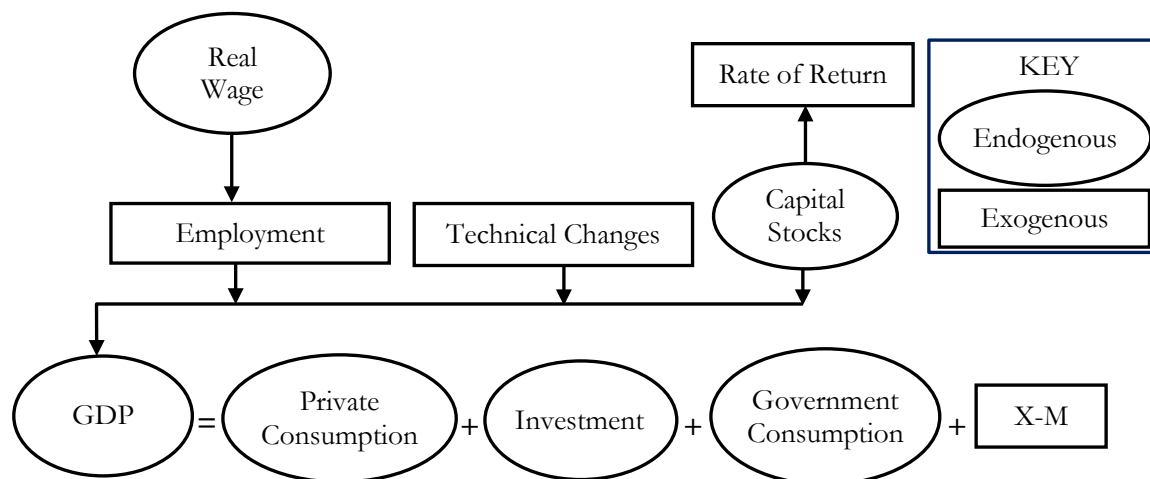 Real
Wage
Rate of Return
KEY
Endogenous
Exogenous
Employment
Technical Changes
Capital
Stocks
GDP
=
Private
Consumption
+
Investment
+
Government
Consumption
+
X-M